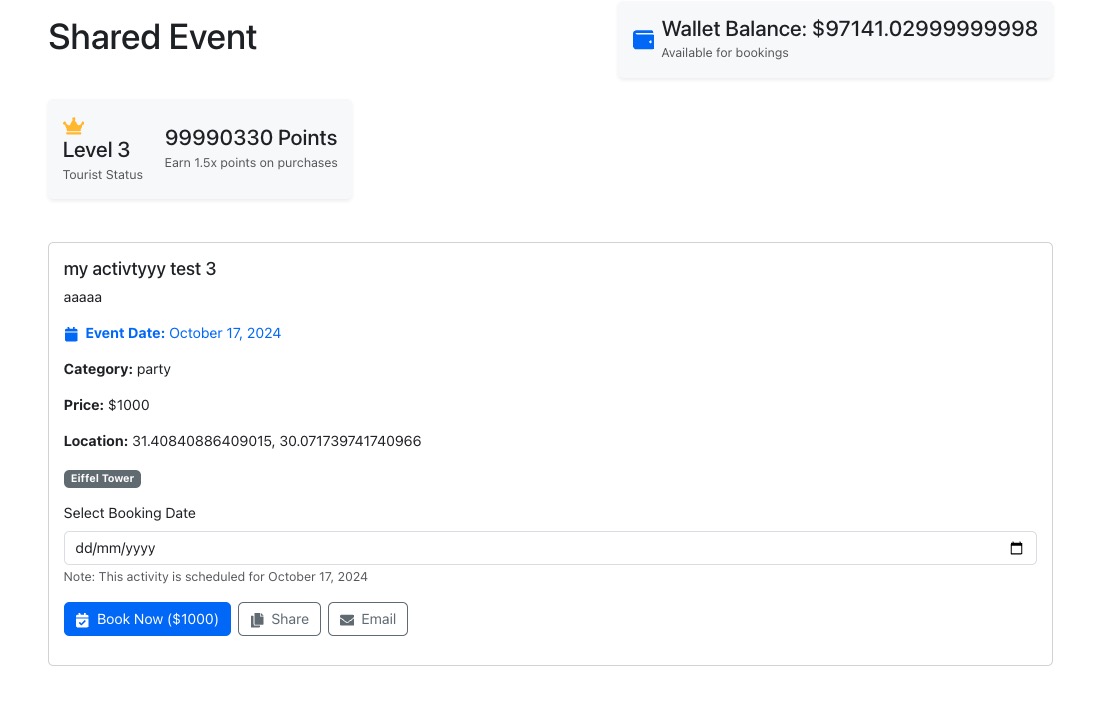 Shared Event
Wallet Balance: $97141.02999999998
Available for bookings
Level 3
Tourist Status
99990330 Points
Earn 1.5x points on purchases
my activtyyy test 3
aaaaa
Event Date: October 17, 2024
Category: party
Price: $1000
Location: 31.40840886409015, 30.071739741740966
Eiffel Tower
Select Booking Date
dd/mm/yyyy
Note: This activity is scheduled for October 17, 2024
Book Now ($1000) Share Email